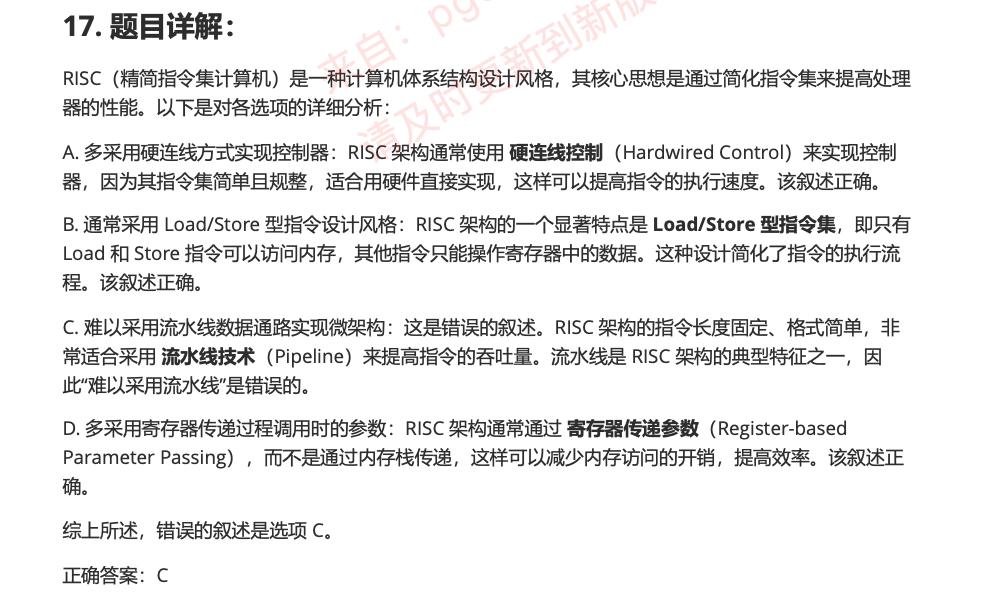 17. 题目详解：
来自：
请及时更新到新版
RISC（精简指令集计算机）是一种计算机体系结构设计风格，其核心思想是通过简化指令集来提高处理
器的性能。以下是对各选项的详细分析：
A. 多采用硬连线方式实现控制器：RISC 架构通常使用 硬连线控制（Hardwired Control）来实现控制
器，因为其指令集简单且规整，适合用硬件直接实现，这样可以提高指令的执行速度。该叙述正确。
B. 通常采用 Load/Store 型指令设计风格：RISC 架构的一个显著特点是 Load/Store 型指令集，即只有
Load 和 Store 指令可以访问内存，其他指令只能操作寄存器中的数据。这种设计简化了指令的执行流
程。该叙述正确。
C. 难以采用流水线数据通路实现微架构：这是错误的叙述。RISC 架构的指令长度固定、格式简单，非
常适合采用 流水线技术（Pipeline）来提高指令的吞吐量。流水线是 RISC 架构的典型特征之一，因
此“难以采用流水线”是错误的。
D. 多采用寄存器传递过程调用时的参数：RISC 架构通常通过 寄存器传递参数（Register-based
Parameter Passing），而不是通过内存栈传递，这样可以减少内存访问的开销，提高效率。该叙述正
确。
综上所述，错误的叙述是选项 C。
正确答案：C